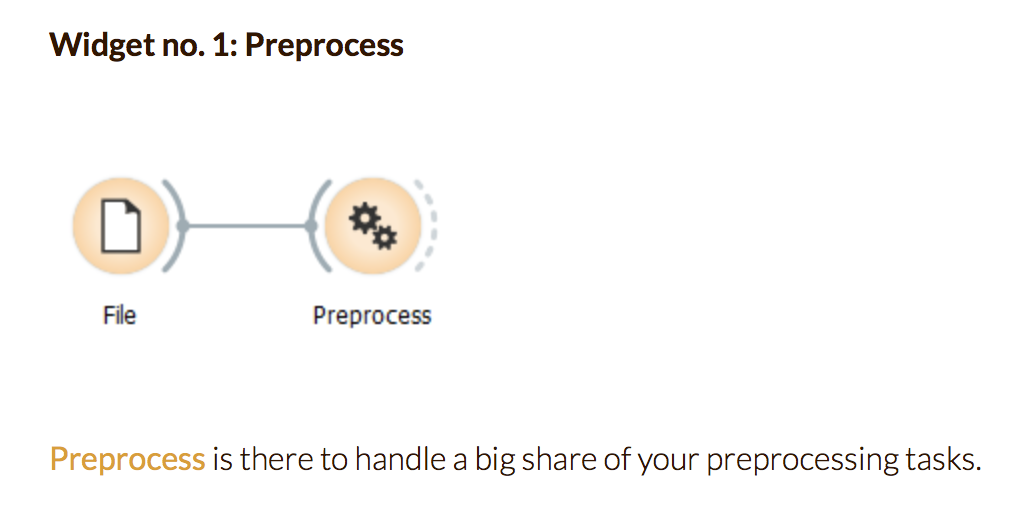 Widget no. 1: Preprocess
File
Preprocess
Preprocess is there to handle a big share of your preprocessing tasks.